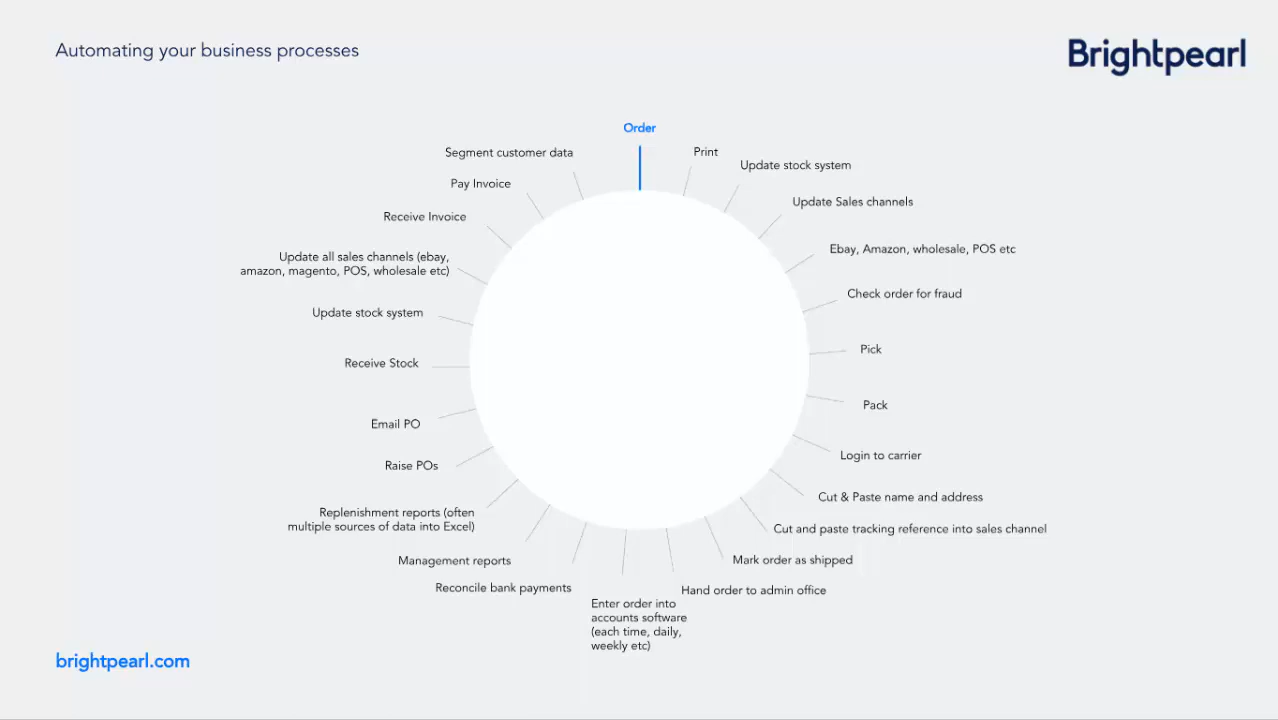 Automating your business processes
Brightpearl
Order
Print
Update stock system
Update Sales channels
Ebay, Amazon, wholesale, POS etc
Check order for fraud
Pick
Pack
Login to carrier
Cut & Paste name and address
Cut and paste tracking reference into sales channel
Mark order as shipped
Hand order to admin office
Enter order into
accounts software
(each time, daily,
weekly etc)
Reconcile bank payments
Management reports
Replenishment reports (often
multiple sources of data into Excel)
Raise POs
Email PO
Receive Stock
Update stock system
Update all sales channels (ebay,
amazon, magento, POS, wholesale etc)
Receive Invoice
Pay Invoice
Segment customer data
brightpearl.com